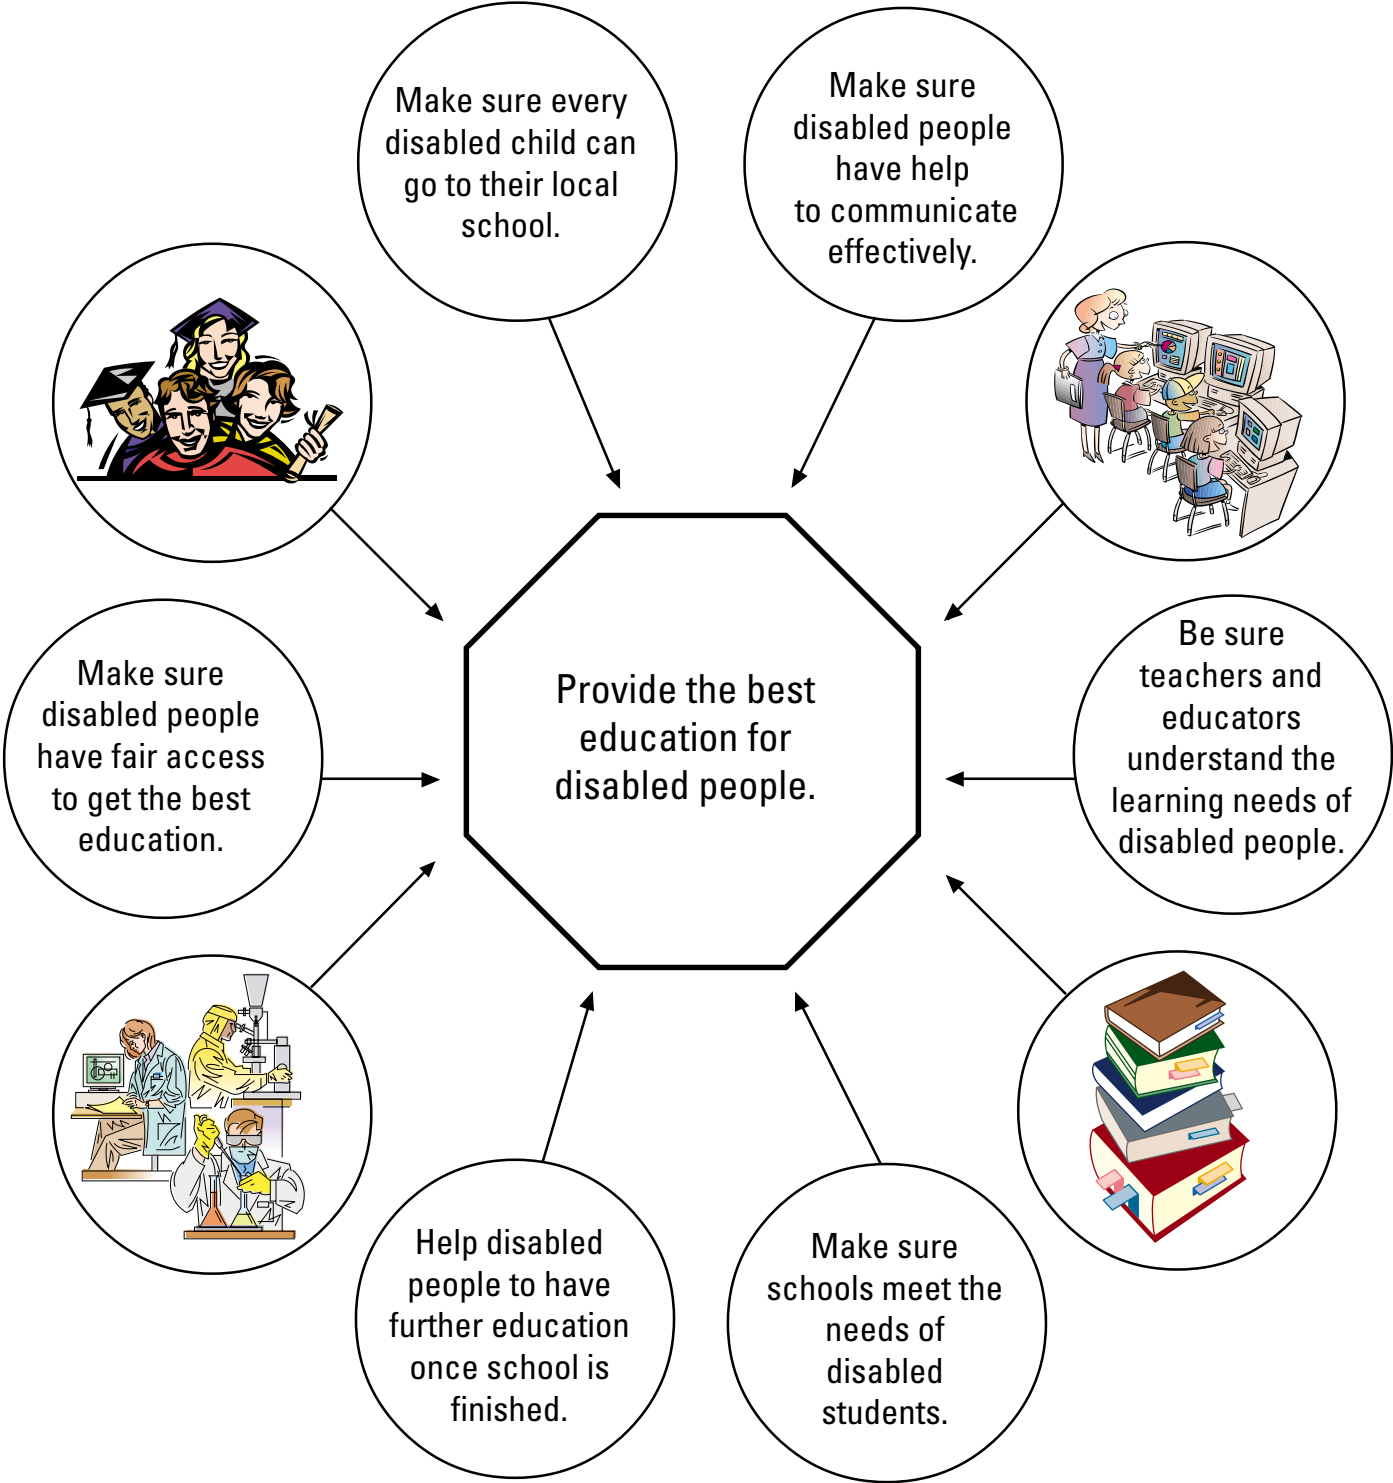 Make sure every
disabled child can
go to their local
school.
Make sure
disabled people
have help
to communicate
effectively.
Make sure
disabled people
have fair access
to get the best
education.
Provide the best
education for
disabled people.
Be sure
teachers and
educators
understand the
learning needs of
disabled people.
Help disabled
people to have
further education
once school is
finished.
Make sure
schools meet the
needs of
disabled
students.